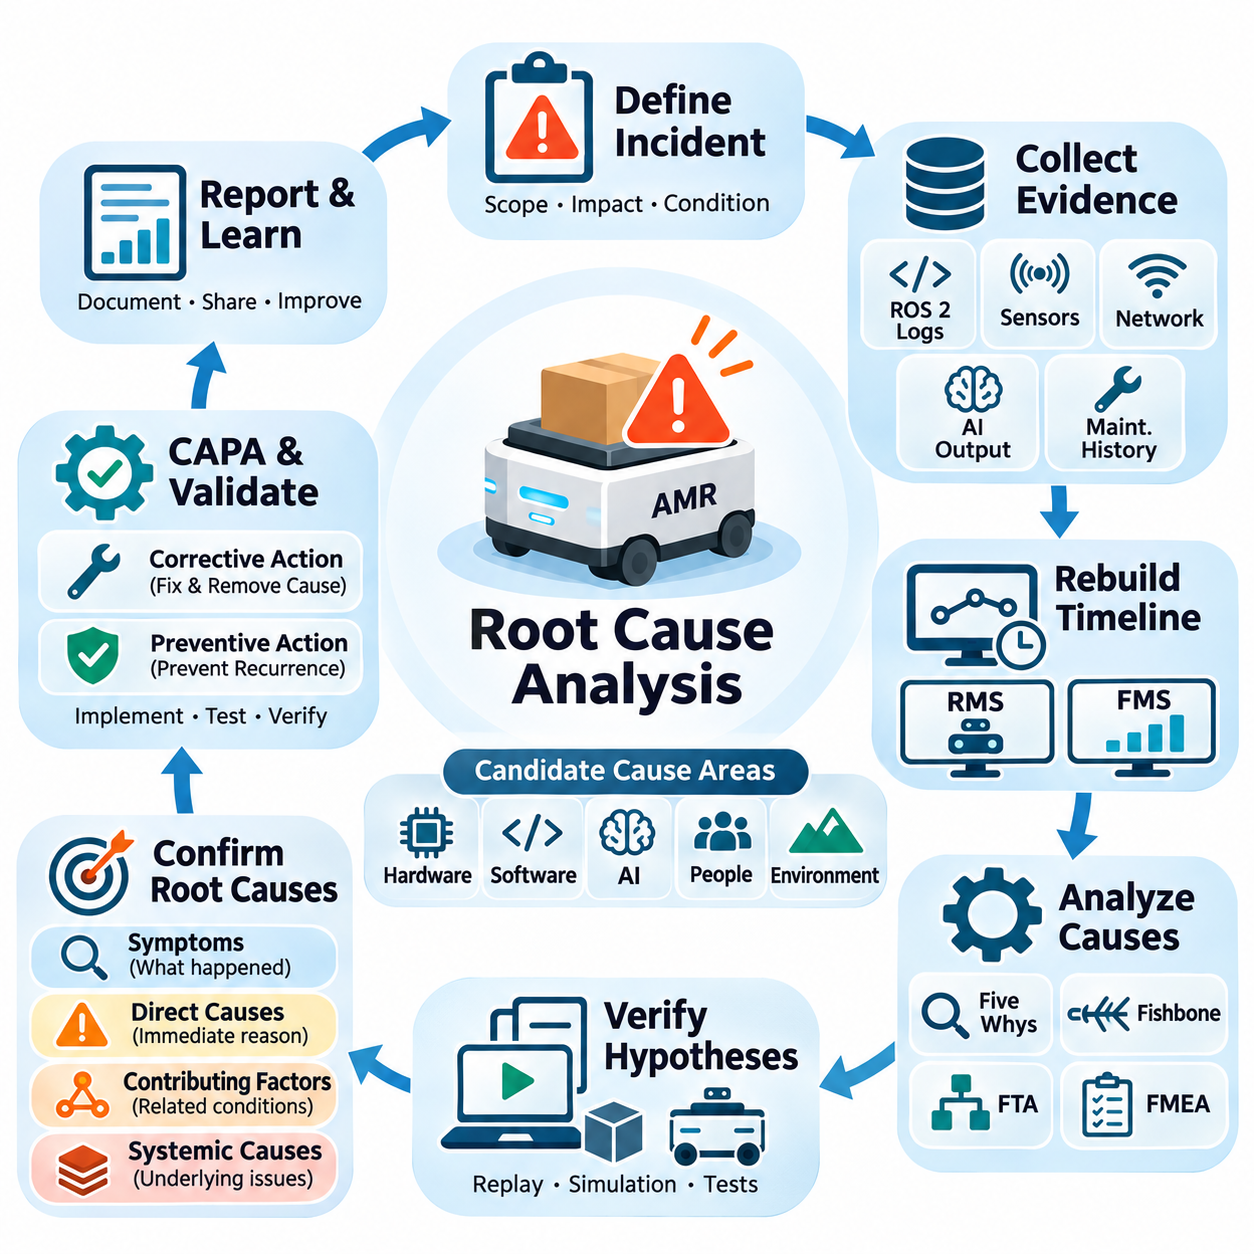 Define
Incident
Scope · Impact · Condition
Collect
Evidence
ROS 2
Logs
Sensors
Network
AI
Output
Maint.
History
Rebuild
Timeline
RMS
FMS
Analyze
Causes
Five
Whys
Fishbone
FTA
FMEA
Verify
Hypotheses
Replay · Simulation · Tests
Confirm
Root Causes
Symptoms
(What happened)
Direct Causes
(Immediate reason)
Contributing Factors
(Related conditions)
Systemic Causes
(Underlying issues)
CAPA &
Validate
Corrective Action
(Fix & Remove Cause)
Preventive Action
(Prevent Recurrence)
Implement · Test · Verify
Report &
Learn
Document · Share · Improve
AMR
Root Cause
Analysis
Candidate Cause Areas
Hardware
Software
AI
People
Environment